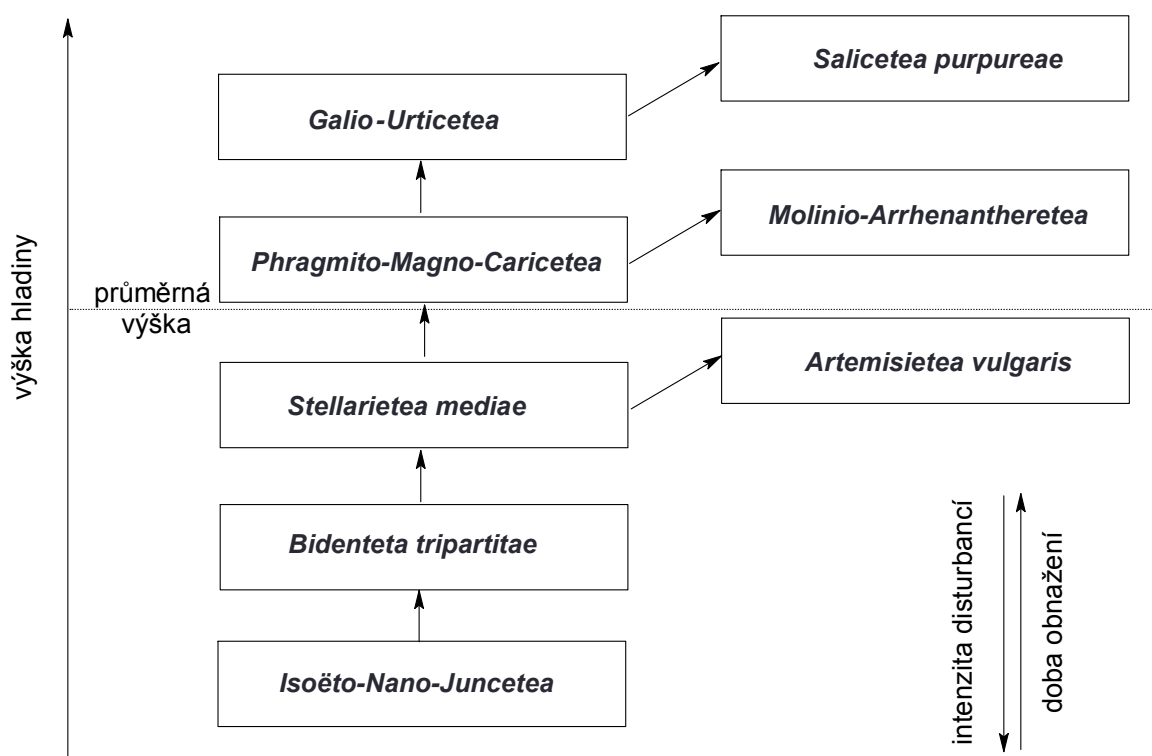 Salicetea purpureae
Galio-Urticetea
Molinio-Arrhenantheretea
Phragmito-Magno-Caricetea
výška hladiny
průměrná
výška
Artemisietea vulgaris
Stellarietea mediae
Bidenteta tripartitae
intenzita disturbancí
doba obnažení
Isoëto-Nano-Juncetea